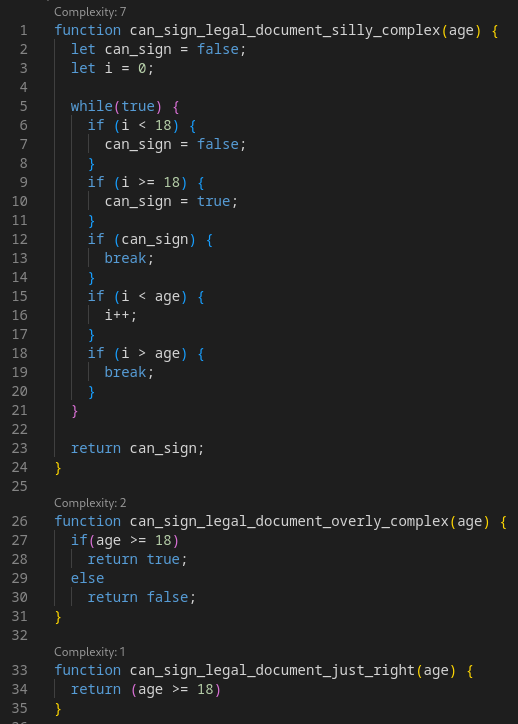 Complexity: 7
1 function can_sign_legal_document_silly_complex(age) {
2 let can_sign = false;
3 let i = 0;
4
5 while(true) {
6 if (i < 18) {
7 can_sign = false;
8 }
9 if (i >= 18) {
10 can_sign = true;
11 }
12 if (can_sign) {
13 break;
14 }
15 if (i < age) {
16 i++;
17 }
18 if (i > age) {
19 break;
20 }
21 }
22
23 return can_sign;
24 }
25
Complexity: 2
26 function can_sign_legal_document_overly_complex(age) {
27 if(age >= 18)
28 return true;
29 else
30 return false;
31 }
32
Complexity: 1
33 function can_sign_legal_document_just_right(age) {
34 return (age >= 18)
35 }